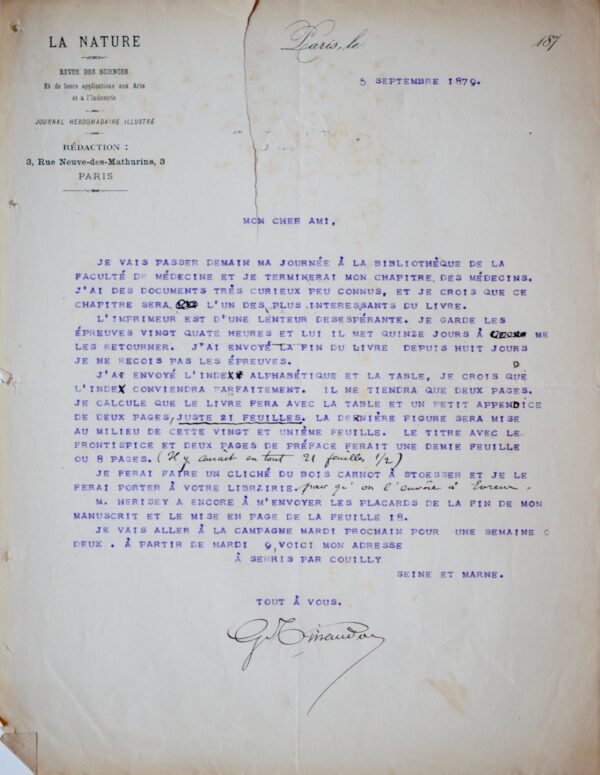 LA NATURE
REVUE DES SCIENCES
Et de leurs applications aux Arts
et à l'Industrie
JOURNAL HEBDOMADAIRE ILLUSTRÉ
RÉDACTION :
3, Rue Neuve-des-Mathurins, 3
PARIS
Paris, le 187
5 SEPTEMBRE 1879.
MON CHER AMI,
JE VAIS PASSER DEMAIN MA JOURNÉE À LA BIBLIOTHÈQUE DE LA
FACULTÉ DE MÉDECINE ET JE TERMINERAI MON CHAPITRE DES MÉDECINS.
J'AI DES DOCUMENTS TRÈS CURIEUX PEU CONNUS, ET JE CROIS QUE CE
CHAPITRE SERA L'UN DES PLUS INTERESSANTS DU LIVRE.
L'IMPRIMEUR EST D'UNE LENTEUR DESESPÉRANTE. JE GARDE LES
ÉPREUVES VINGT QUATE HEURES ET LUI IL MET QUINZE JOURS À ME
LES RETOURNER. J'AI ENVOYÉ LA FIN DU LIVRE DEPUIS HUIT JOURS
JE NE RECOIS PAS LES ÉPREUVES.
J'AI ENVOYÉ L'INDEX ALPHABÉTIQUE ET LA TABLE, JE CROIS QUE
L'INDEX CONVIENDRA PARFAITEMENT. IL NE TIENDRA QUE DEUX PAGES.
JE CALCULE QUE LE LIVRE FERA AVEC LA TABLE ET UN PETIT APPENDICE
DE DEUX PAGES, JUSTE 21 FEUILLES. LA DERNIÈRE FIGURE SERA MISE
AU MILIEU DE CETTE VINGT ET UNIÈME FEUILLE. LE TITRE AVEC LE
FRONTISPICE ET DEUX PAGES DE PRÉFACE FERAIT UNE DEMIE FEUILLE
OU 8 PAGES. (Il y aurait en tout 21 feuilles 1/2)
JE FERAI FAIRE UN CLICHÉ DU BOIS CARNOT À STOESSER ET JE LE
FERAI PORTER À VOTRE LIBRAIRIE. pour qu'on l'envoie à Evreux.
M. HERISEY A ENCORE À M'ENVOYER LES PLACARDS DE LA FIN DE MON
MANUSCRIT ET LE MISE EN PAGE DE LA FEUILLE 18.
JE VAIS ALLER À LA CAMPAGNE MARDI PROCHAIN POUR UNE SEMAINE
DEUX. À PARTIR DE MARDI 9, VOICI MON ADRESSE
À SERRIS PAR COUILLY
SEINE ET MARNE.
TOUT À VOUS.